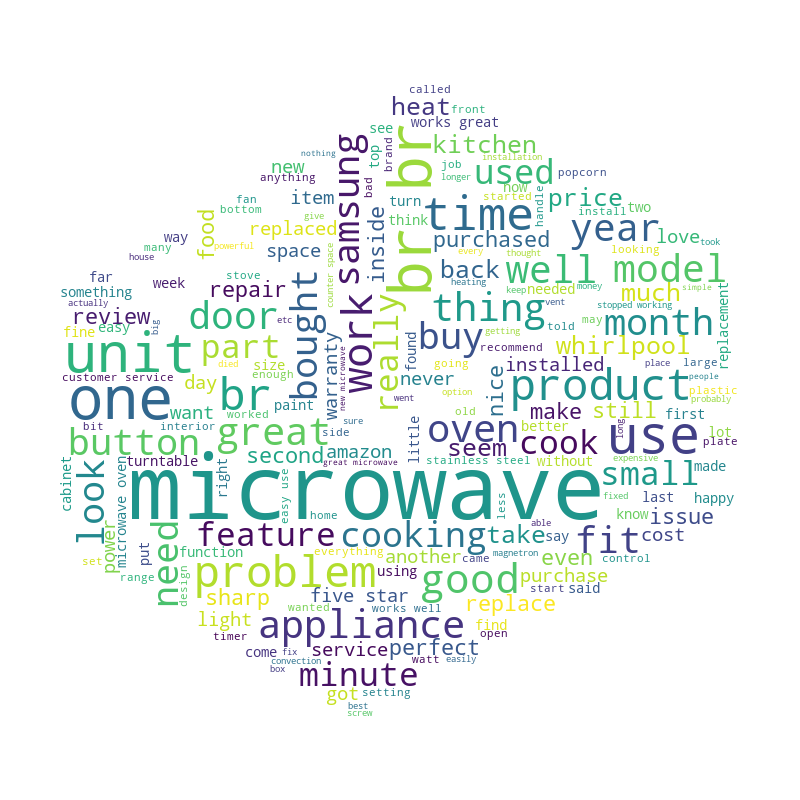 called
heat
front
works great
see
top
brand
br br
samsung
kitchen
nothing
new
anything
job
longer
installation
popcorn
used
now
started
install
two
price
handle
item
inside
bad
turn
think
time
year
fan
bottom
give
food
replaced
way
many
powerful
house
space
counter space
purchased
love
took
looking
thought
every
back
well
model
far
week
stove
something
actually
review
repair
bought
work
really
heating
needed
keep
vent
money
simple
much
thing
month
stopped working
replacement
easy
fine
big
door
etc
warranty
found
buy
getting
told
may
unit
part
size
died
enough
new microwave
going
recommend
whirlpool
place
large
people
customer service
day
want
paint
never
installed
product
plastic
probably
one
br
worked
went
option
old
nice
make
still
first
bit
interior
great
sure
side
little
better
use
lot
plate
button
second
amazon
oven
seem
cook
without
long
expensive
made
turntable
right
great microwave
stainless steel
less
small
fixed
last
happy
look
cabinet
microwave oven
microwave
easy use
home
able
know
power
put
feature
cooking
take
say
fit
issue
cost
set
need
function
everything
another
came
magnetron
even
control
range
design
problem
using
good
purchase
sharp
five star
start
said
wanted
works well
replace
light
timer
appliance
find
open
come
fix
service
perfect
convection
box
watt
easily
minute
got
setting
best
screw